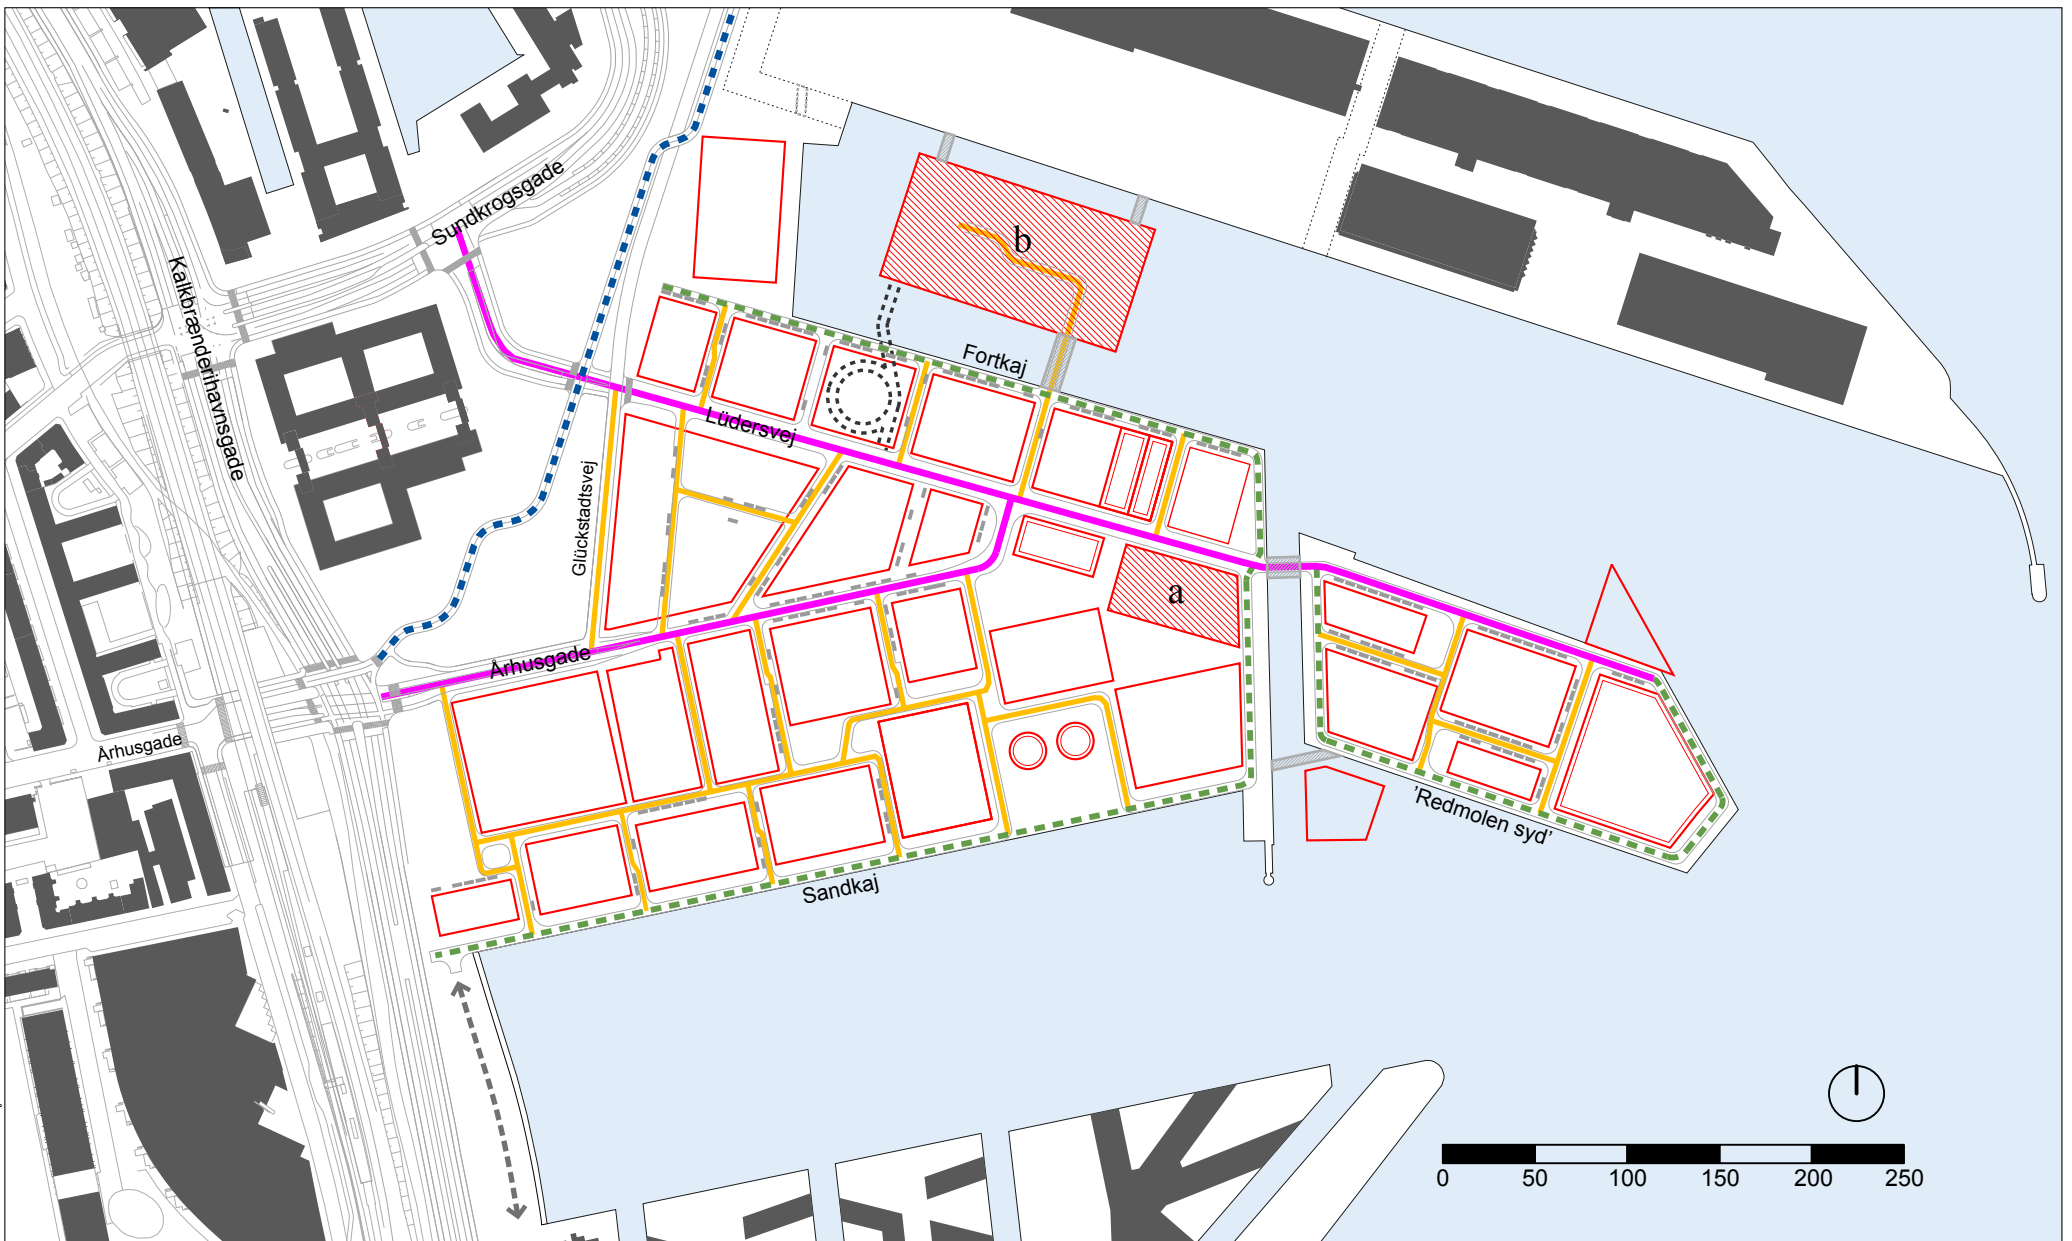 Sundkrogsgade
Kalkbrænderihavnsgade
b
Fortkaj
Lüdersvej
Glückstadtsvej
a
Århusgade
Århusgade
'Redmolen syd'
Sandkaj
0 50 100 150 200 250